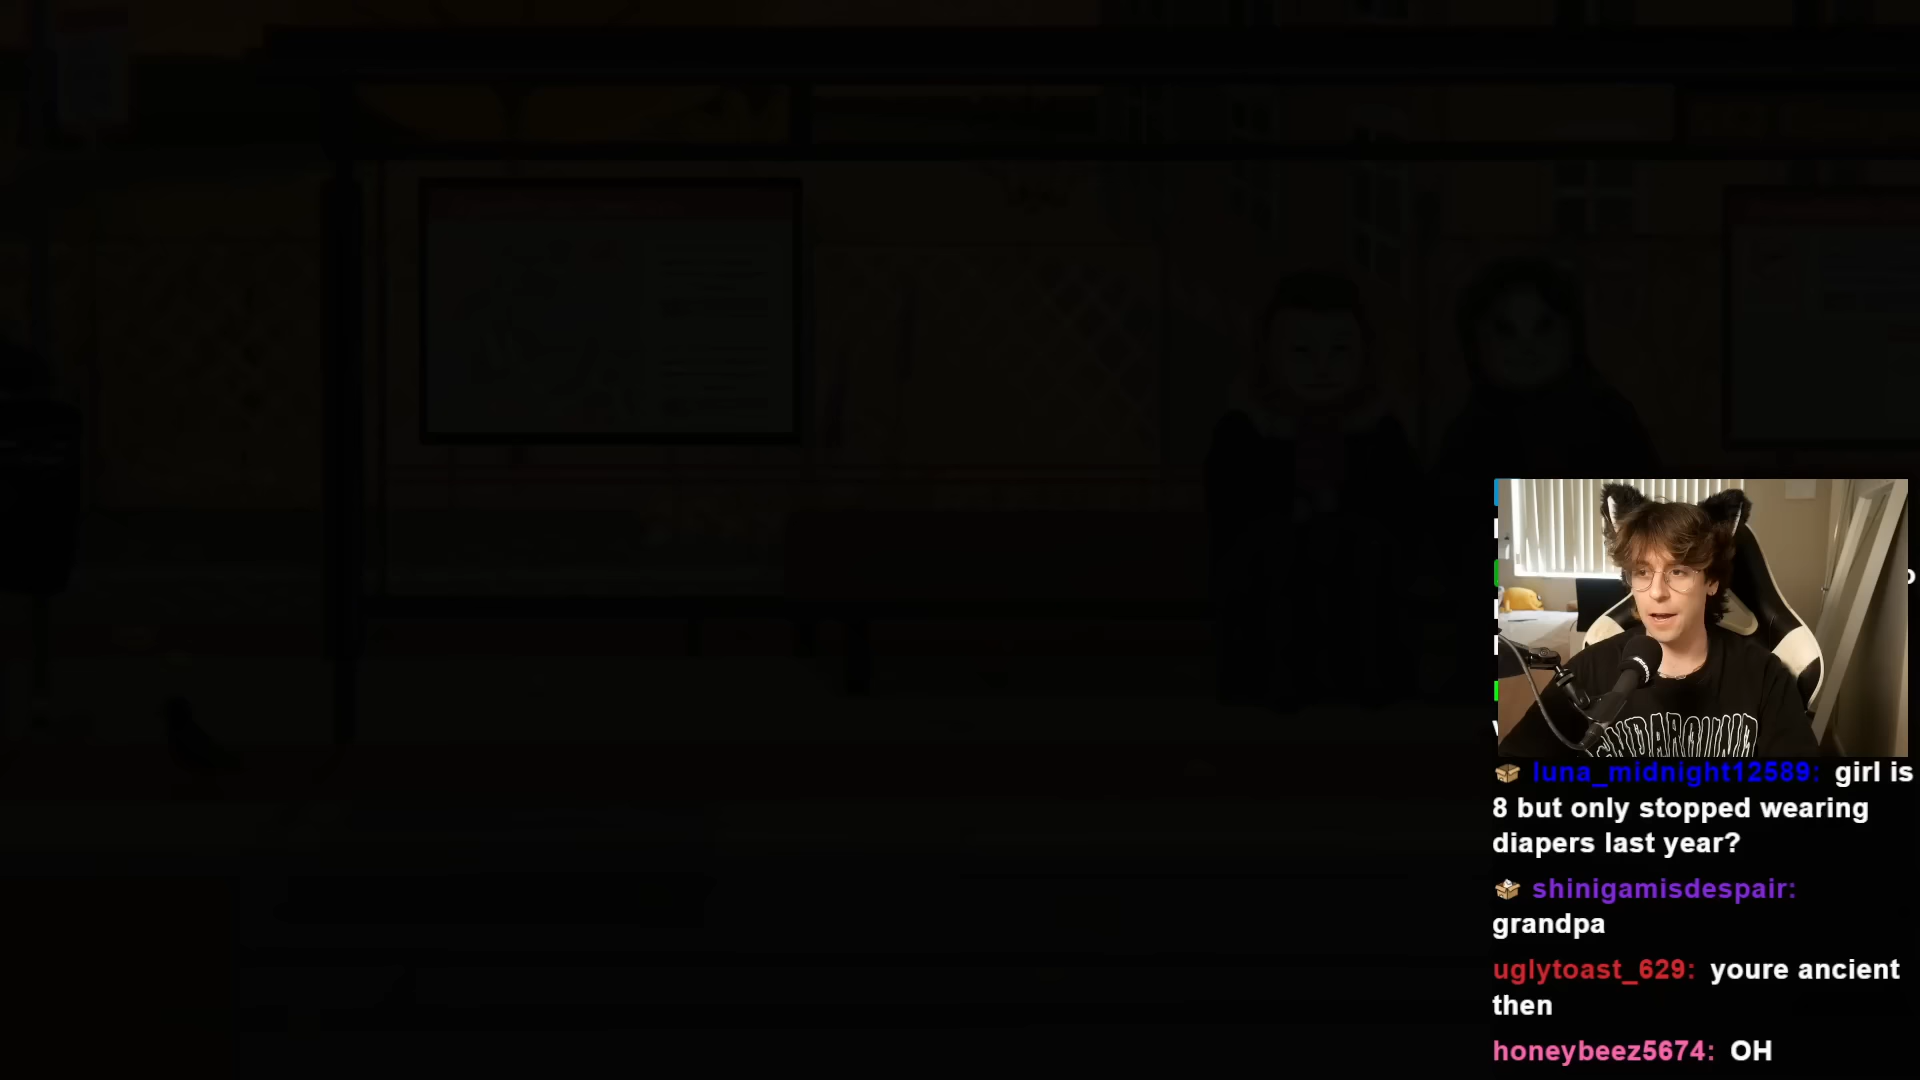 NDAROUND
luna_midnight12589: girl is
8 but only stopped wearing
diapers last year?
shinigamisdespair:
grandpa
uglytoast_629: youre ancient
then
honeybeez5674: OH